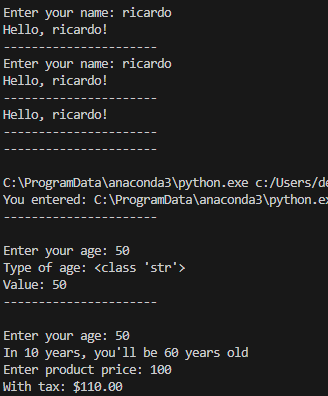 Enter your name: ricardo
Hello, ricardo!
----------------------
Enter your name: ricardo
Hello, ricardo!
----------------------
Hello, ricardo!
----------------------
----------------------
C:\ProgramData\anaconda3\python.exe c:/Users/de
You entered: C:\ProgramData\anaconda3\python.ex
----------------------
Enter your age: 50
Type of age: <class 'str'>
Value: 50
----------------------
Enter your age: 50
In 10 years, you'll be 60 years old
Enter product price: 100
With tax: $110.00